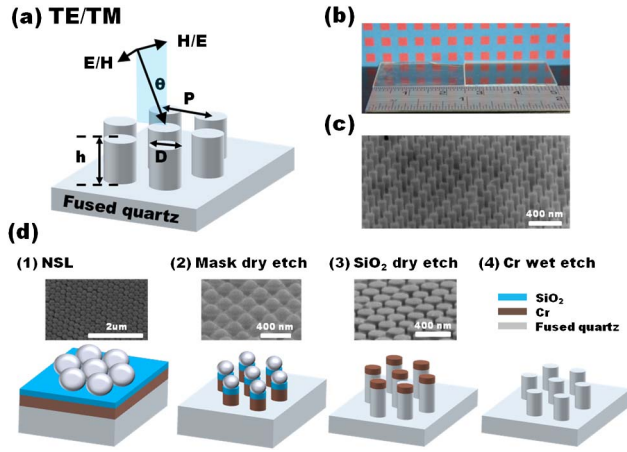 (a) TE/TM
H/E
E/H
θ
P
h
D
Fused quartz
(b)
(c)
400 nm
(d)
(1) NSL
(2) Mask dry etch
(3) SiO₂ dry etch
(4) Cr wet etch
2um
400 nm
400 nm
SiO₂
Cr
Fused quartz